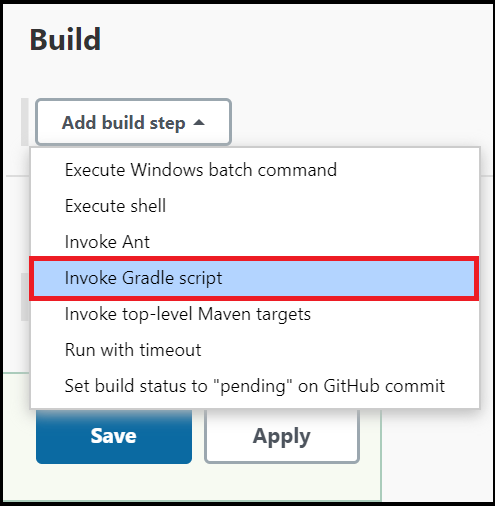 Build
Add build step
Execute Windows batch command
Execute shell
Invoke Ant
Invoke Gradle script
Invoke top-level Maven targets
Run with timeout
Set build status to "pending" on GitHub commit
Save Apply